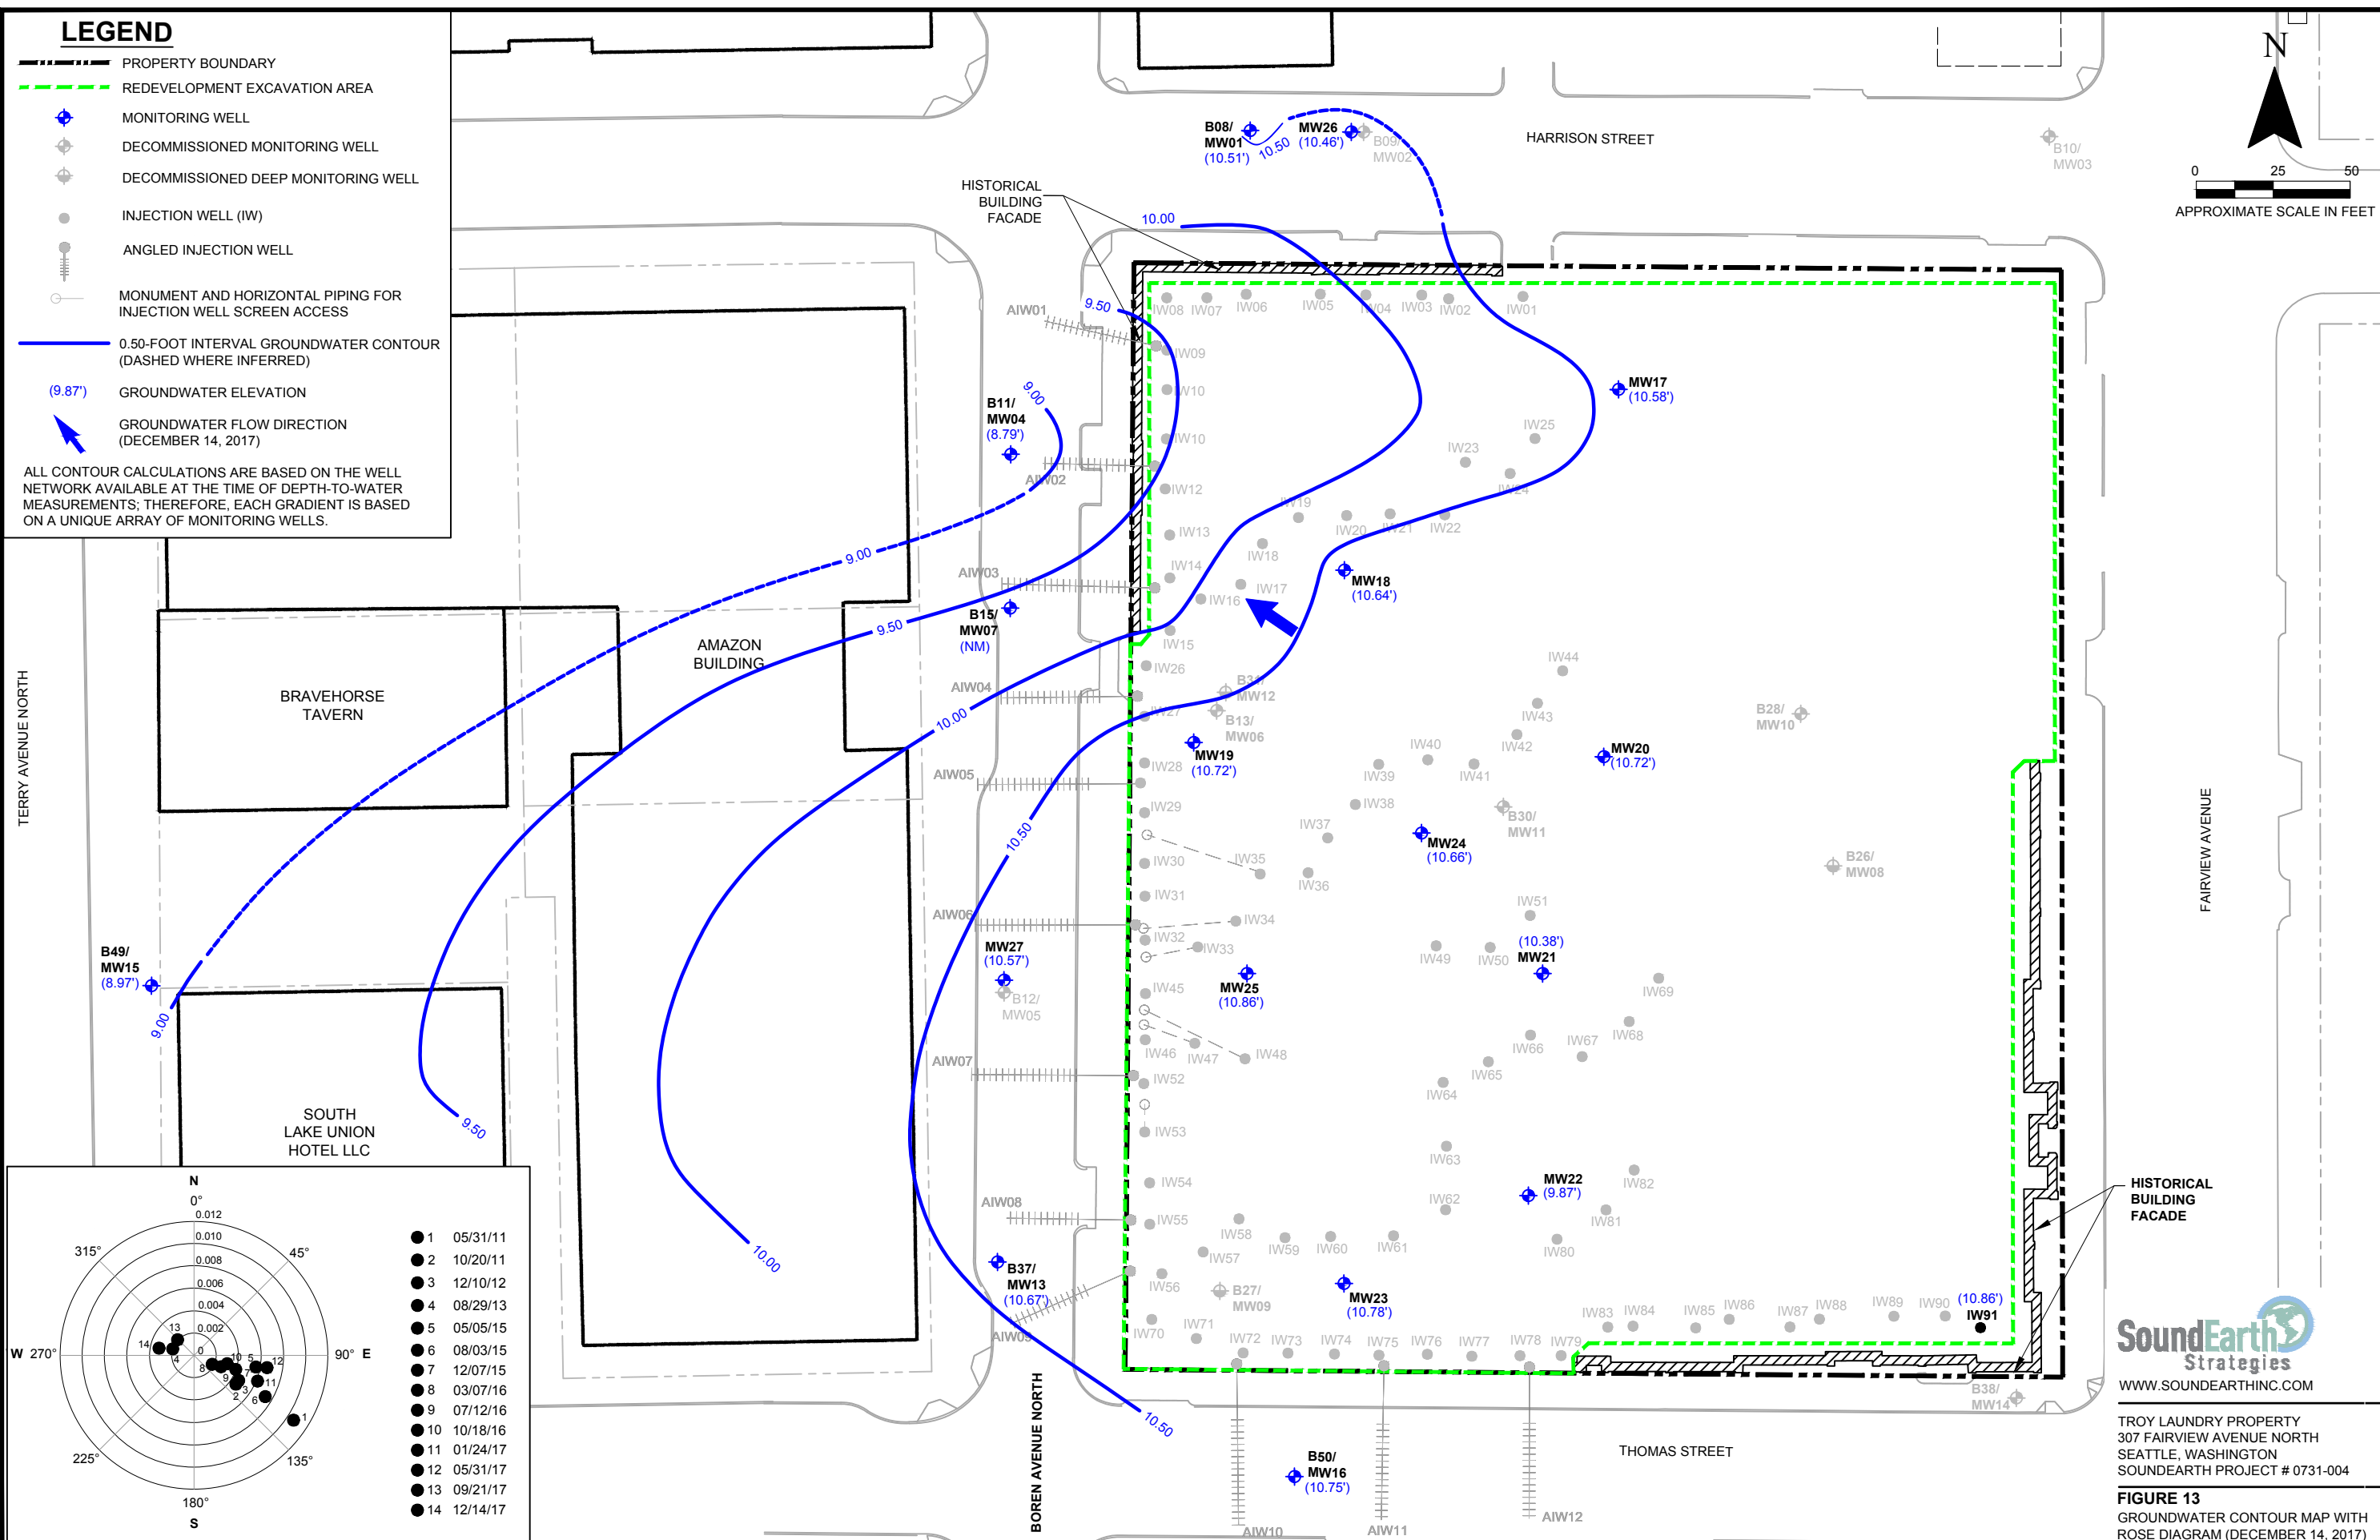 LEGEND
PROPERTY BOUNDARY
REDEVELOPMENT EXCAVATION AREA
MONITORING WELL
DECOMMISSIONED MONITORING WELL
DECOMMISSIONED DEEP MONITORING WELL
INJECTION WELL (IW)
ANGLED INJECTION WELL
MONUMENT AND HORIZONTAL PIPING FOR
INJECTION WELL SCREEN ACCESS
0.50-FOOT INTERVAL GROUNDWATER CONTOUR
(DASHED WHERE INFERRED)
(9.87') GROUNDWATER ELEVATION
GROUNDWATER FLOW DIRECTION
(DECEMBER 14, 2017)
ALL CONTOUR CALCULATIONS ARE BASED ON THE WELL
NETWORK AVAILABLE AT THE TIME OF DEPTH-TO-WATER
MEASUREMENTS; THEREFORE, EACH GRADIENT IS BASED
ON A UNIQUE ARRAY OF MONITORING WELLS.
N
0 25 50
APPROXIMATE SCALE IN FEET
HARRISON STREET
B08/
MW01
(10.51')
10.50
MW26
(10.46')
B09/
MW02
B10/
MW03
HISTORICAL
BUILDING
FACADE
10.00
9.50
AIW01
IW08
IW07
IW06
IW05
IW04
IW03
IW02
IW01
IW09
IW10
IW10
IW12
IW13
IW14
IW15
IW16
IW17
IW18
IW19
IW20
IW21
IW22
IW23
IW24
IW25
MW17
(10.58')
B11/
MW04
(8.79')
9.00
AIW02
9.00
AIW03
B15/
MW07
(NM)
9.50
MW18
(10.64')
AMAZON
BUILDING
BRAVEHORSE
TAVERN
TERRY AVENUE NORTH
IW26
AIW04
IW27
10.00
B31/
MW12
B13/
MW06
MW19
(10.72')
IW28
AIW05
IW29
10.50
IW30
IW31
AIW06
IW32
IW33
IW34
IW35
IW36
IW37
IW38
IW39
IW40
IW41
IW42
IW43
IW44
B28/
MW10
MW20
(10.72')
B30/
MW11
MW24
(10.66')
B26/
MW08
FAIRVIEW AVENUE
IW51
(10.38')
MW21
IW49
IW50
MW27
(10.57')
B12/
MW05
MW25
(10.86')
IW45
IW46
IW47
IW48
AIW07
IW52
IW53
B49/
MW15
(8.97')
9.00
SOUTH
LAKE UNION
HOTEL LLC
9.50
10.00
IW69
IW68
IW67
IW66
IW65
IW64
IW63
IW62
MW22
(9.87')
IW82
IW81
IW80
IW54
AIW08
IW55
IW58
IW57
IW59
IW60
IW61
B37/
MW13
(10.67')
IW56
B27/
MW09
MW23
(10.78')
AIW09
IW70
IW71
IW72
IW73
IW74
IW75
IW76
IW77
IW78
IW79
IW83
IW84
IW85
IW86
IW87
IW88
IW89
IW90
(10.86')
IW91
HISTORICAL
BUILDING
FACADE
B38/
MW14
10.50
BOREN AVENUE NORTH
THOMAS STREET
B50/
MW16
(10.75')
AIW10
AIW11
AIW12
N
0°
0.012
0.010
0.008
0.006
0.004
0.002
0
315°
45°
W 270°
90° E
225°
135°
180°
S
13
14
4
8
10
5
12
7
9
3
11
2
6
1
1 05/31/11
2 10/20/11
3 12/10/12
4 08/29/13
5 05/05/15
6 08/03/15
7 12/07/15
8 03/07/16
9 07/12/16
10 10/18/16
11 01/24/17
12 05/31/17
13 09/21/17
14 12/14/17
SoundEarth
Strategies
WWW.SOUNDEARTHINC.COM
TROY LAUNDRY PROPERTY
307 FAIRVIEW AVENUE NORTH
SEATTLE, WASHINGTON
SOUNDEARTH PROJECT # 0731-004
FIGURE 13
GROUNDWATER CONTOUR MAP WITH
ROSE DIAGRAM (DECEMBER 14, 2017)